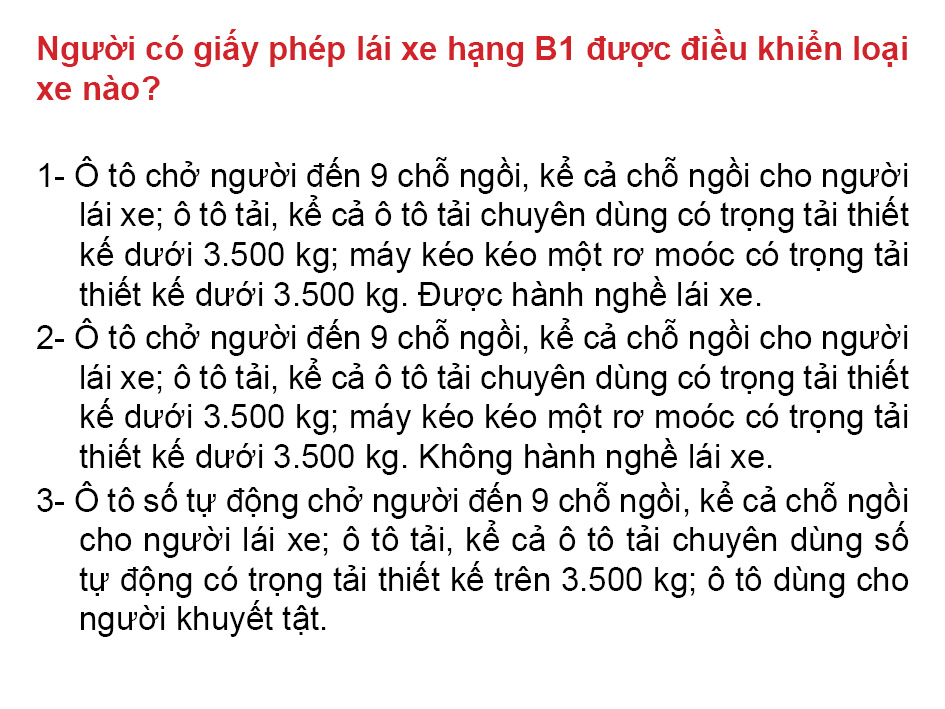 Người có giấy phép lái xe hạng B1 được điều khiển loại
xe nào?
1- Ô tô chở người đến 9 chỗ ngồi, kể cả chỗ ngồi cho người
lái xe; ô tô tải, kể cả ô tô tải chuyên dùng có trọng tải thiết
kế dưới 3.500 kg; máy kéo kéo một rơ moóc có trọng tải
thiết kế dưới 3.500 kg. Được hành nghề lái xe.
2- Ô tô chở người đến 9 chỗ ngồi, kể cả chỗ ngồi cho người
lái xe; ô tô tải, kể cả ô tô tải chuyên dùng có trọng tải thiết
kế dưới 3.500 kg; máy kéo kéo một rơ moóc có trọng tải
thiết kế dưới 3.500 kg. Không hành nghề lái xe.
3- Ô tô số tự động chở người đến 9 chỗ ngồi, kể cả chỗ ngồi
cho người lái xe; ô tô tải, kể cả ô tô tải chuyên dùng số
tự động có trọng tải thiết kế trên 3.500 kg; ô tô dùng cho
người khuyết tật.